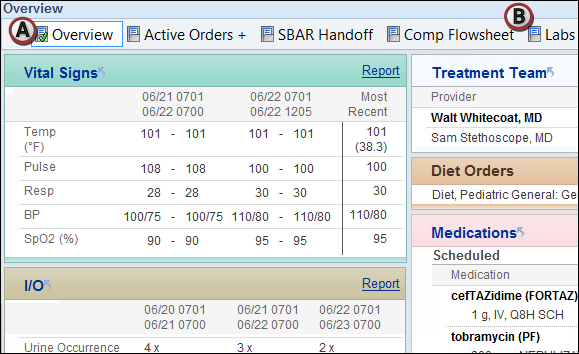 Overview
A
B
Overview Active Orders + SBAR Handoff Comp Flowsheet Labs
Vital Signs Report
06/21 0701 06/22 0701 Most
06/22 0700 06/22 1205 Recent
Temp 101 - 101 101 - 101 101
(°F) (38.3)
Pulse 108 - 108 100 - 100 100
Resp 28 - 28 30 - 30 30
BP 100/75 - 100/75 110/80 - 110/80 110/80
SpO2 (%) 90 - 90 95 - 95 95
I/O Report
06/20 0701 06/21 0701 06/22 0701
06/21 0700 06/22 0700 06/23 0700
Urine Occurrence 4 x 3 x 2 x
Treatment Team
Provider
Walt Whitecoat, MD
Sam Stethoscope, MD
Diet Orders
Diet, Pediatric General: Ge
Medications
Scheduled
Medication
cefTAZidime (FORTAZ)
1 g, IV, Q8H SCH
tobramycin (PF)